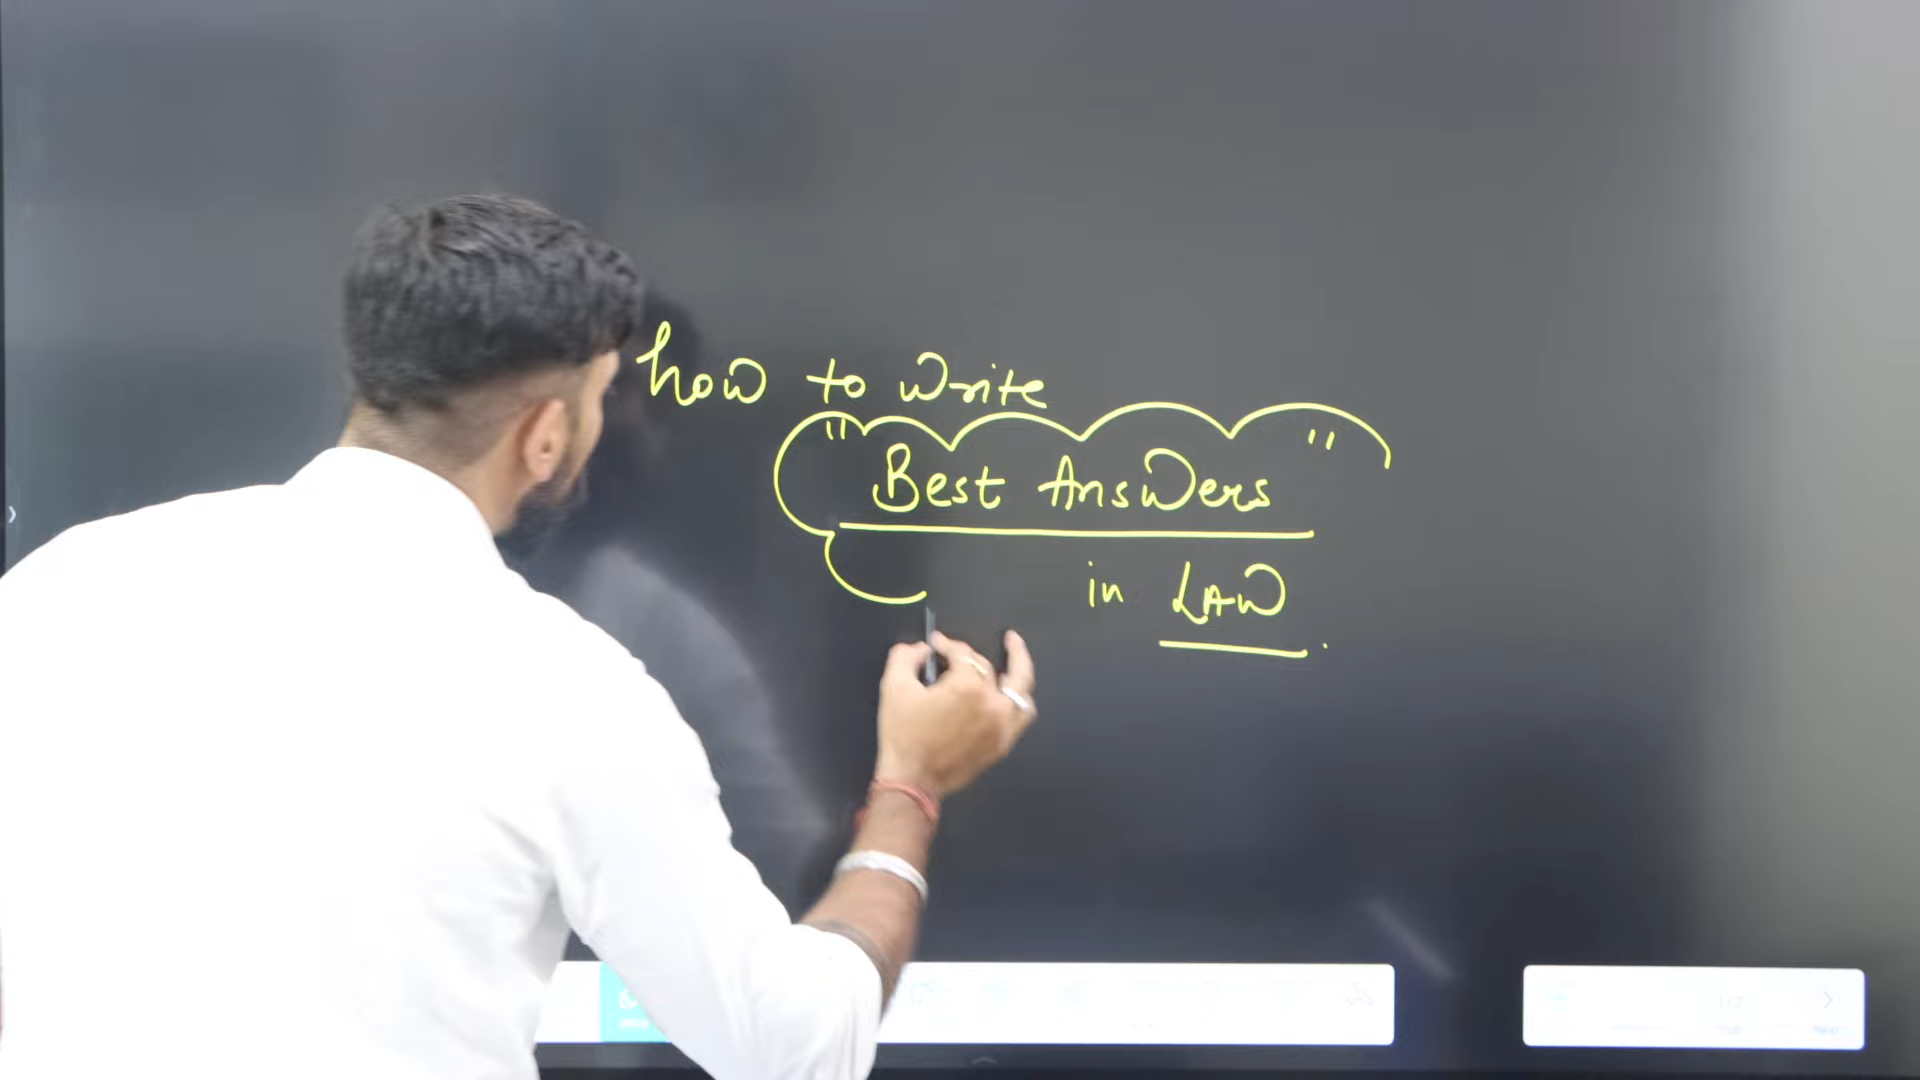 how to write
" Best Answers "
in LAW.